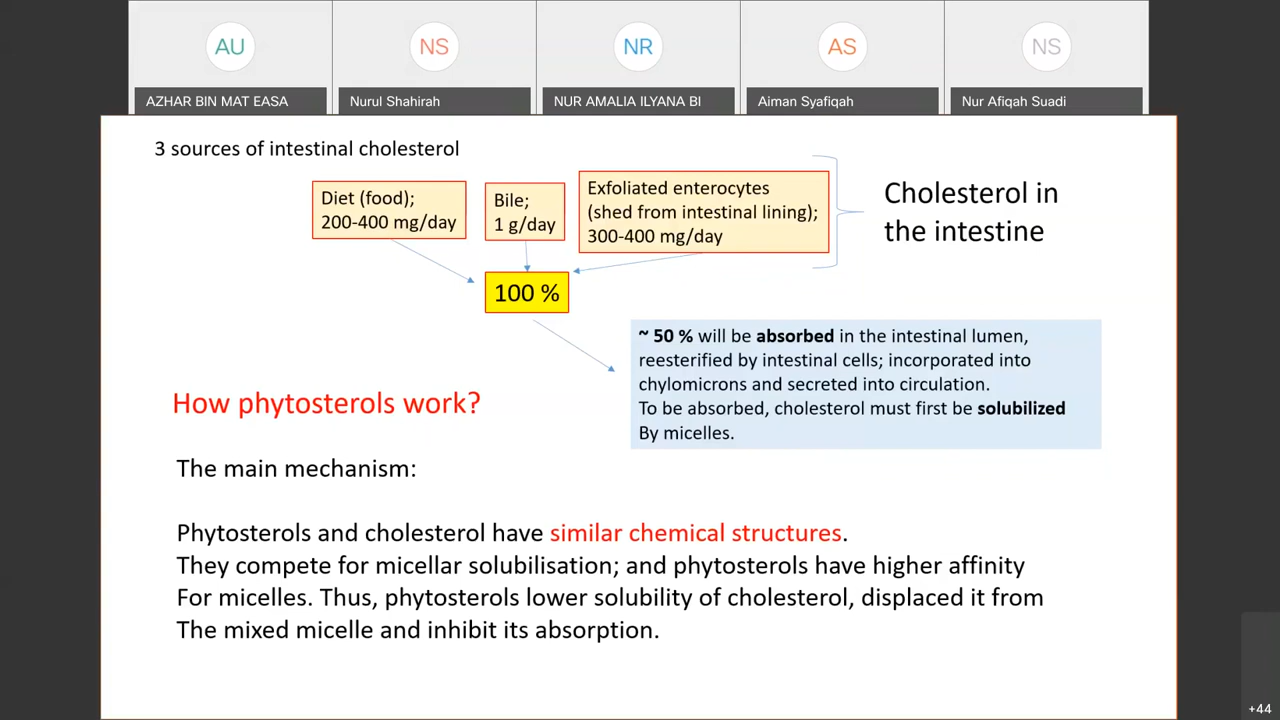 AU
NS
NR
AS
NS
AZHAR BIN MAT EASA
Nurul Shahirah
NUR AMALIA ILYANA BI
Aiman Syafiqah
Nur Afiqah Suadi
3 sources of intestinal cholesterol
Diet (food);
200-400 mg/day
Bile;
1 g/day
Exfoliated enterocytes
(shed from intestinal lining);
300-400 mg/day
Cholesterol in
the intestine
100 %
~ 50 % will be absorbed in the intestinal lumen,
reesterified by intestinal cells; incorporated into
chylomicrons and secreted into circulation.
To be absorbed, cholesterol must first be solubilized
By micelles.
How phytosterols work?
The main mechanism:
Phytosterols and cholesterol have similar chemical structures.
They compete for micellar solubilisation; and phytosterols have higher affinity
For micelles. Thus, phytosterols lower solubility of cholesterol, displaced it from
The mixed micelle and inhibit its absorption.
+44